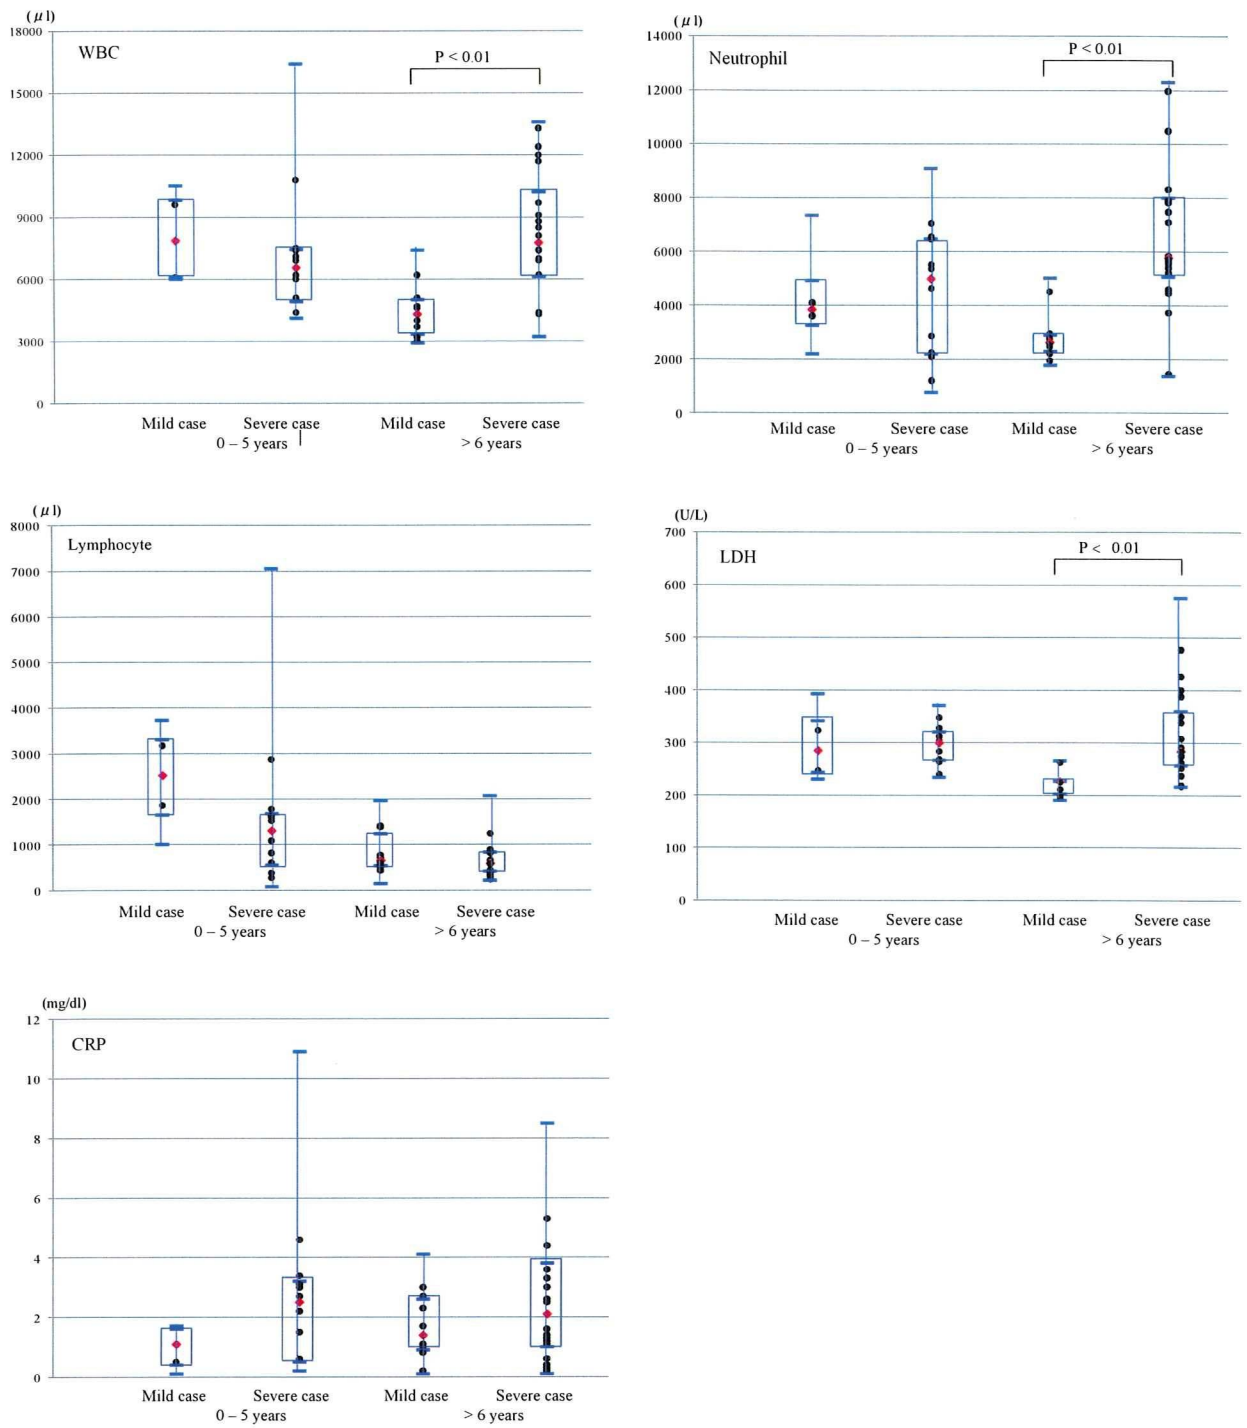 (μl)
18000
WBC
P < 0.01
15000
12000
9000
6000
3000
0
Mild case Severe case Mild case Severe case
0 – 5 years > 6 years
(μl)
14000
Neutrophil
P < 0.01
12000
10000
8000
6000
4000
2000
0
Mild case Severe case Mild case Severe case
0 – 5 years > 6 years
(μl)
8000
Lymphocyte
7000
6000
5000
4000
3000
2000
1000
0
Mild case Severe case Mild case Severe case
0 – 5 years > 6 years
(U/L)
700
LDH
P < 0.01
600
500
400
300
200
100
0
Mild case Severe case Mild case Severe case
0 – 5 years > 6 years
(mg/dl)
12
CRP
10
8
6
4
2
0
Mild case Severe case Mild case Severe case
0 – 5 years > 6 years